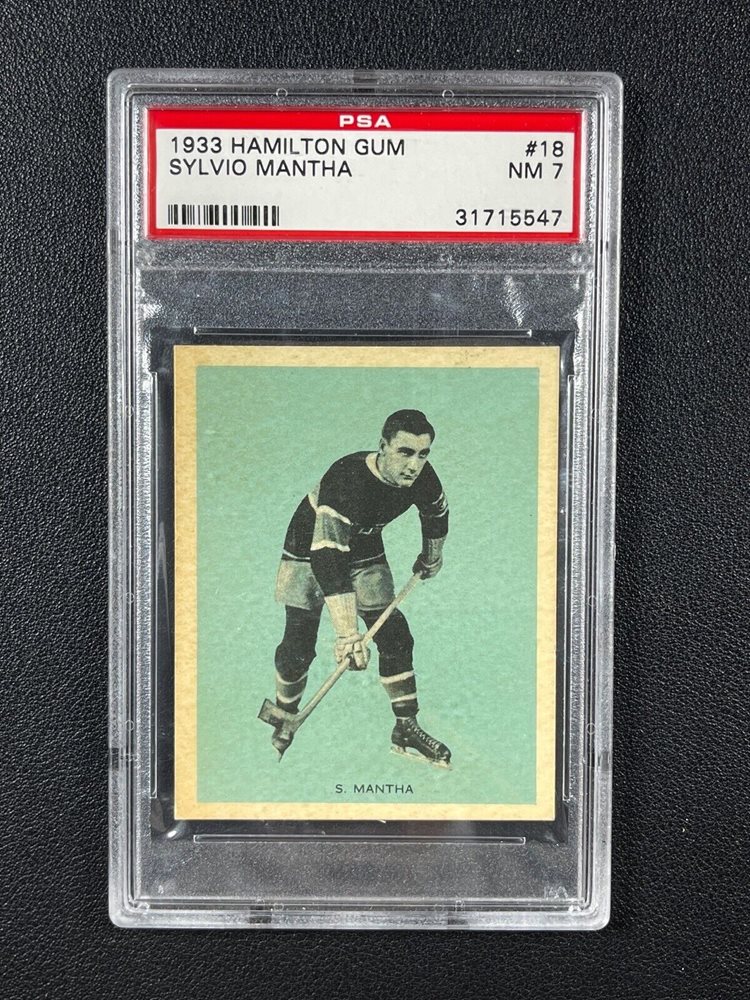 PSA
1933 HAMILTON GUM #18
SYLVIO MANTHA NM 7
31715547
S. MANTHA